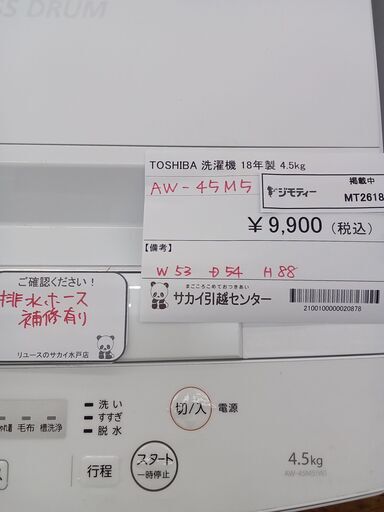 SS DRUM
TOSHIBA 洗濯機 18年製 4.5kg
AW-45M5
ジモティー
掲載中
MT2618
¥9,900(税込)
【備考】
W53 D54 H88
まごころこめておつきあい
サカイ引越センター
2100100000020878
ご確認ください!
排水ホース
補修有り
リユースのサカイ水戸店
毛布 槽洗浄
洗い
すすぎ
脱水
切/入 電源
行程
スタート
一時停止
4.5kg
AW-45M5(W)